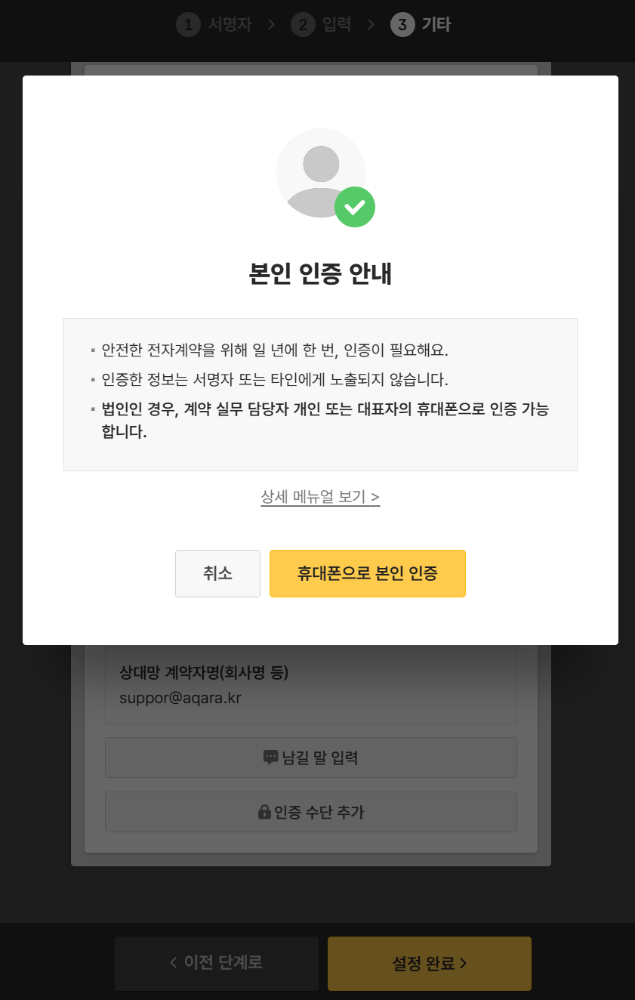 1 서명자 > 2 입력 > 3 기타
본인 인증 안내
▪ 안전한 전자계약을 위해 일 년에 한 번, 인증이 필요해요.
▪ 인증한 정보는 서명자 또는 타인에게 노출되지 않습니다.
▪ 법인인 경우, 계약 실무 담당자 개인 또는 대표자의 휴대폰으로 인증 가능
합니다.
상세 메뉴얼 보기 >
취소
휴대폰으로 본인 인증
상대망 계약자명(회사명 등)
suppor@aqara.kr
남길 말 입력
인증 수단 추가
< 이전 단계로
설정 완료 >